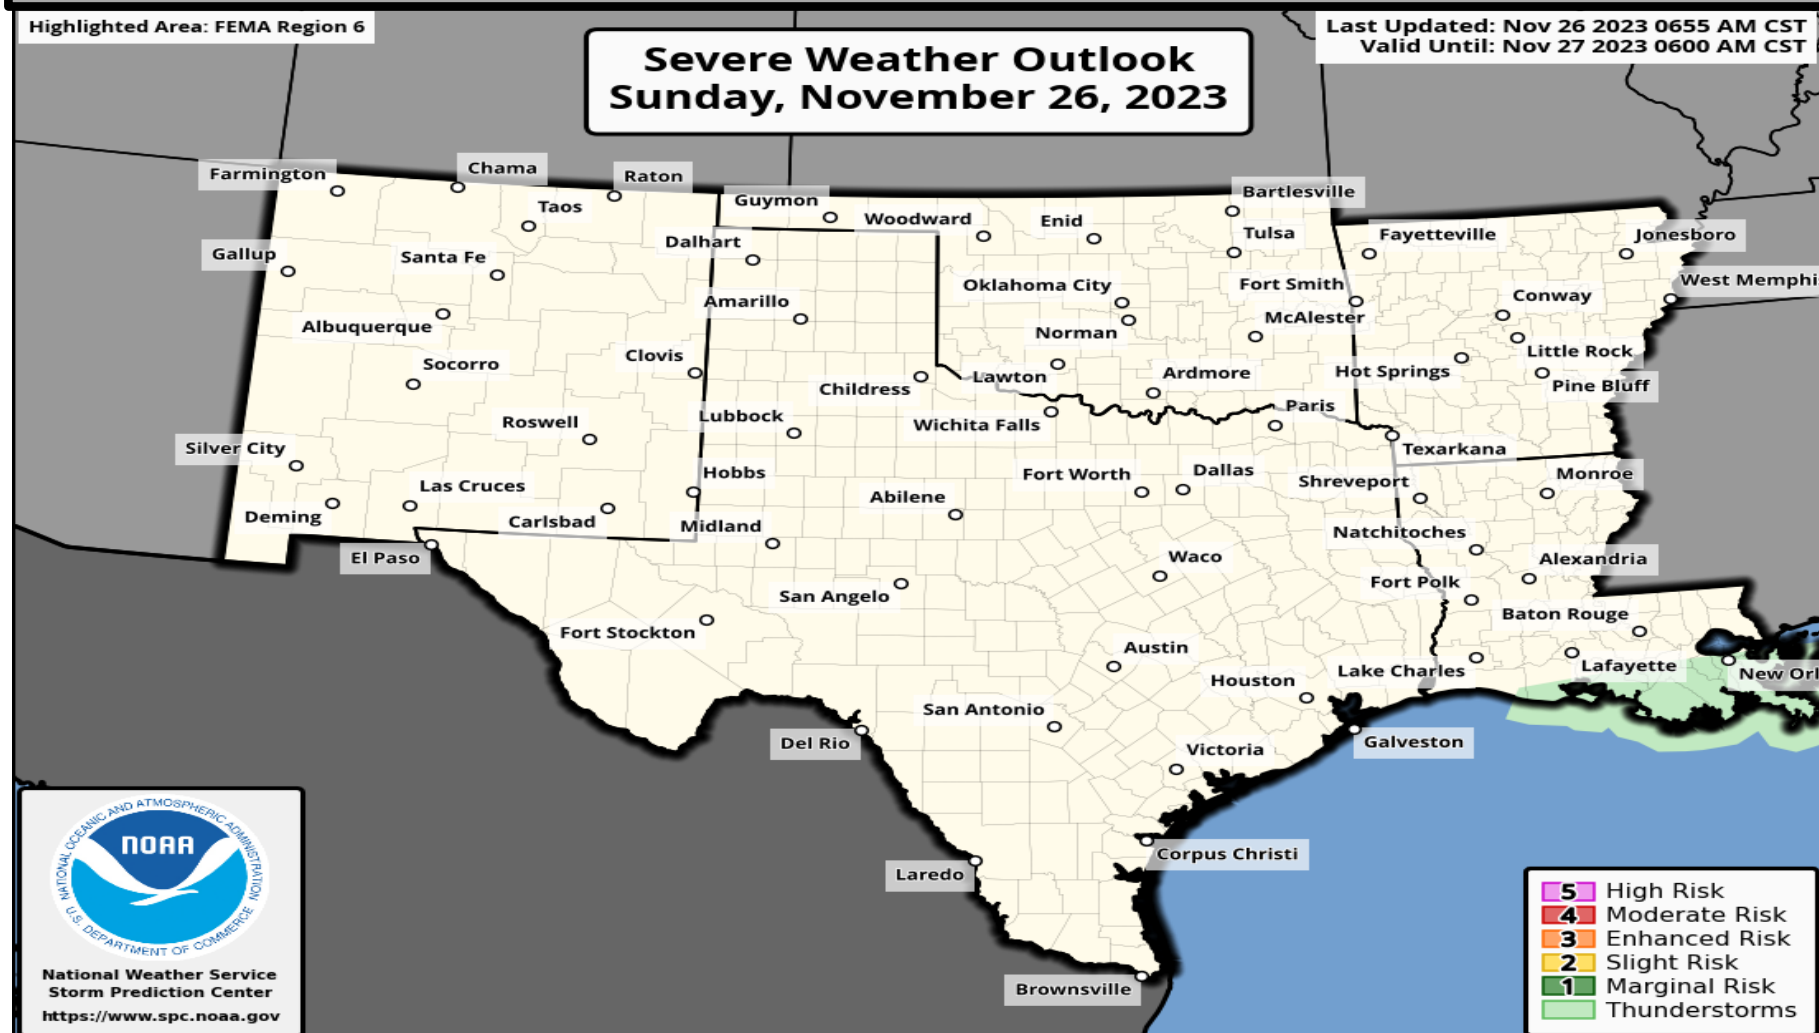 Highlighted Area: FEMA Region 6
Last Updated: Nov 26 2023 0655 AM CST
Valid Until: Nov 27 2023 0600 AM CST
Severe Weather Outlook
Sunday, November 26, 2023
Farmington
Chama
Raton
Taos
Guymon
Woodward
Enid
Bartlesville
Gallup
Santa Fe
Dalhart
Tulsa
Fayetteville
Jonesboro
Albuquerque
Amarillo
Oklahoma City
Fort Smith
Conway
West Memphi
Norman
McAlester
Socorro
Clovis
Childress
Lawton
Ardmore
Hot Springs
Little Rock
Pine Bluff
Roswell
Lubbock
Wichita Falls
Paris
Texarkana
Silver City
Las Cruces
Hobbs
Abilene
Fort Worth
Dallas
Shreveport
Monroe
Deming
Carlsbad
Midland
Natchitoches
El Paso
San Angelo
Waco
Fort Polk
Alexandria
Fort Stockton
Austin
Baton Rouge
Houston
Lake Charles
Lafayette
New Orl
San Antonio
Del Rio
Victoria
Galveston
Laredo
Corpus Christi
Brownsville
NATIONAL OCEANIC AND ATMOSPHERIC ADMINISTRATION
NOAA
U.S. DEPARTMENT OF COMMERCE
National Weather Service
Storm Prediction Center
https://www.spc.noaa.gov
5 High Risk
4 Moderate Risk
3 Enhanced Risk
2 Slight Risk
1 Marginal Risk
Thunderstorms